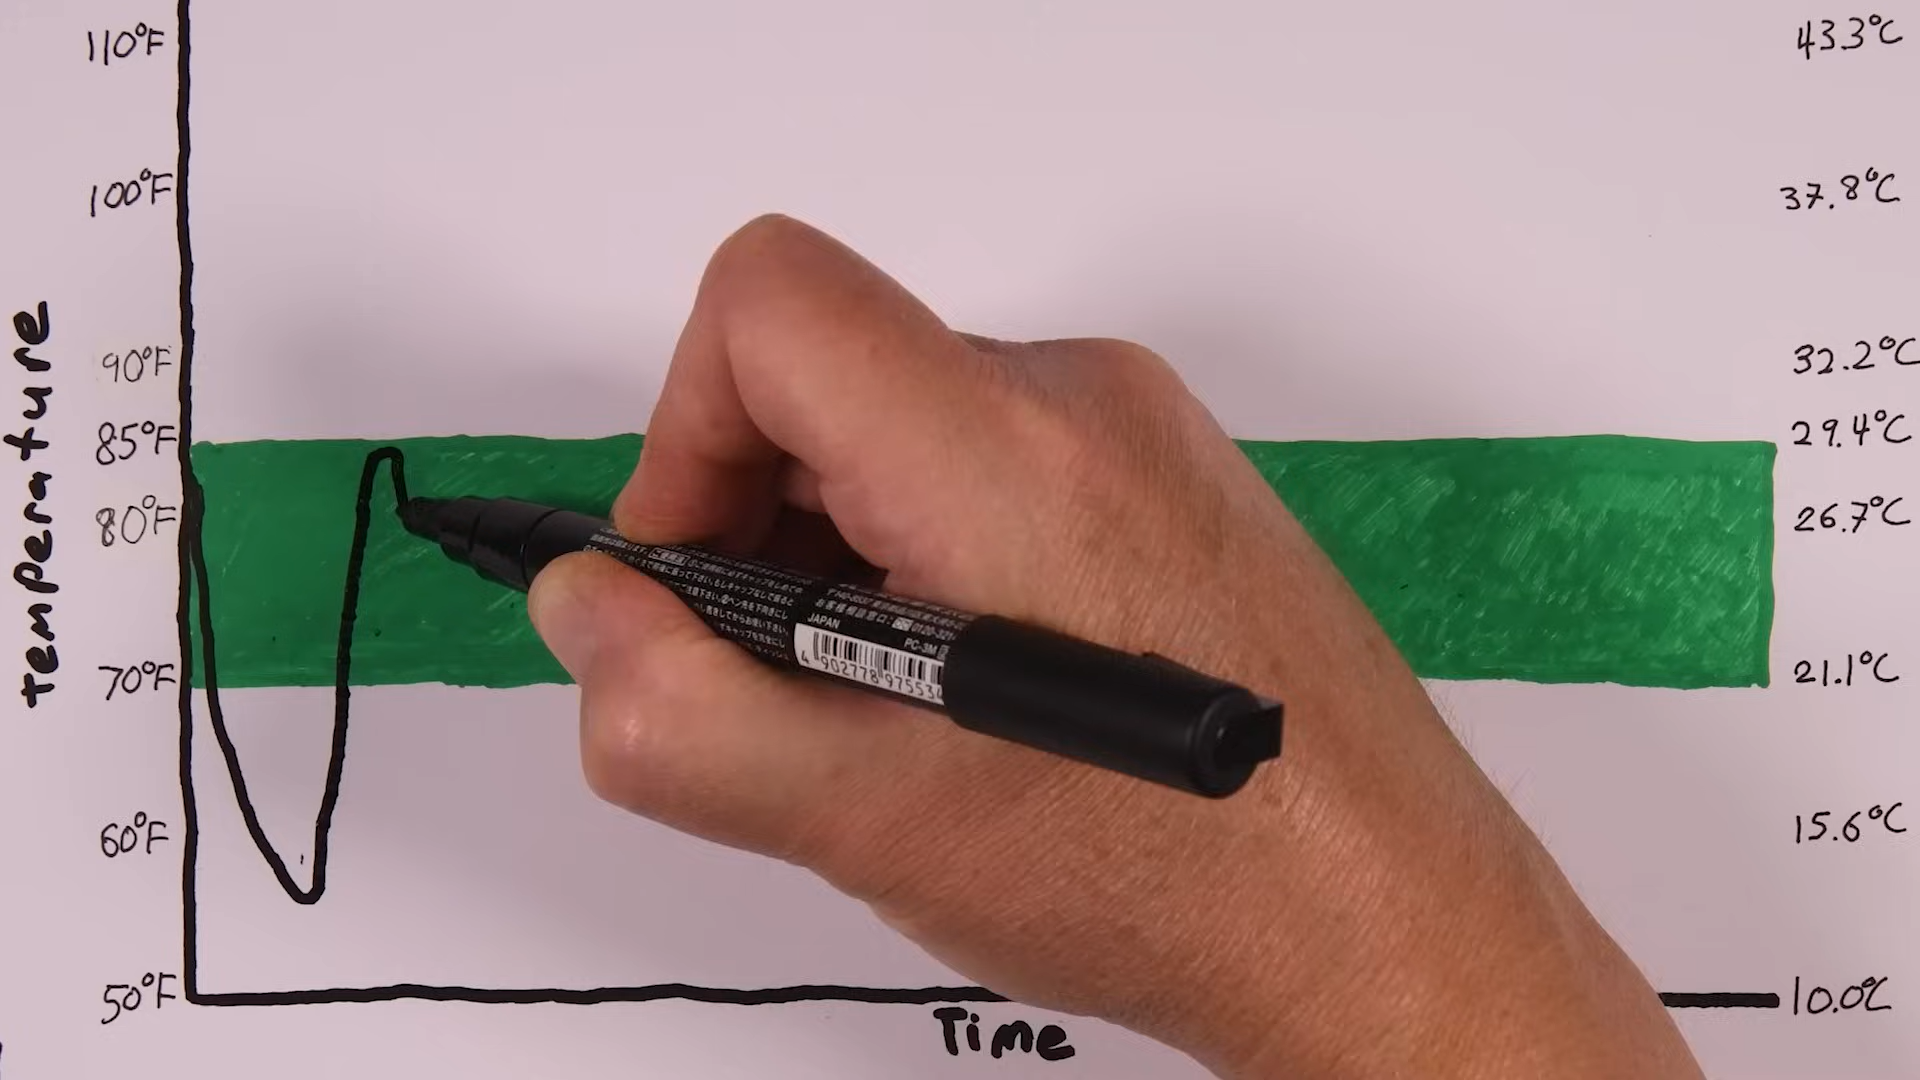 110°F
43.3°C
100°F
37.8°C
90°F
32.2°C
85°F
29.4°C
80°F
26.7°C
70°F
21.1°C
60°F
15.6°C
50°F
10.0°C
temperature
Time
JAPAN
PC-3M
4 902778 97553